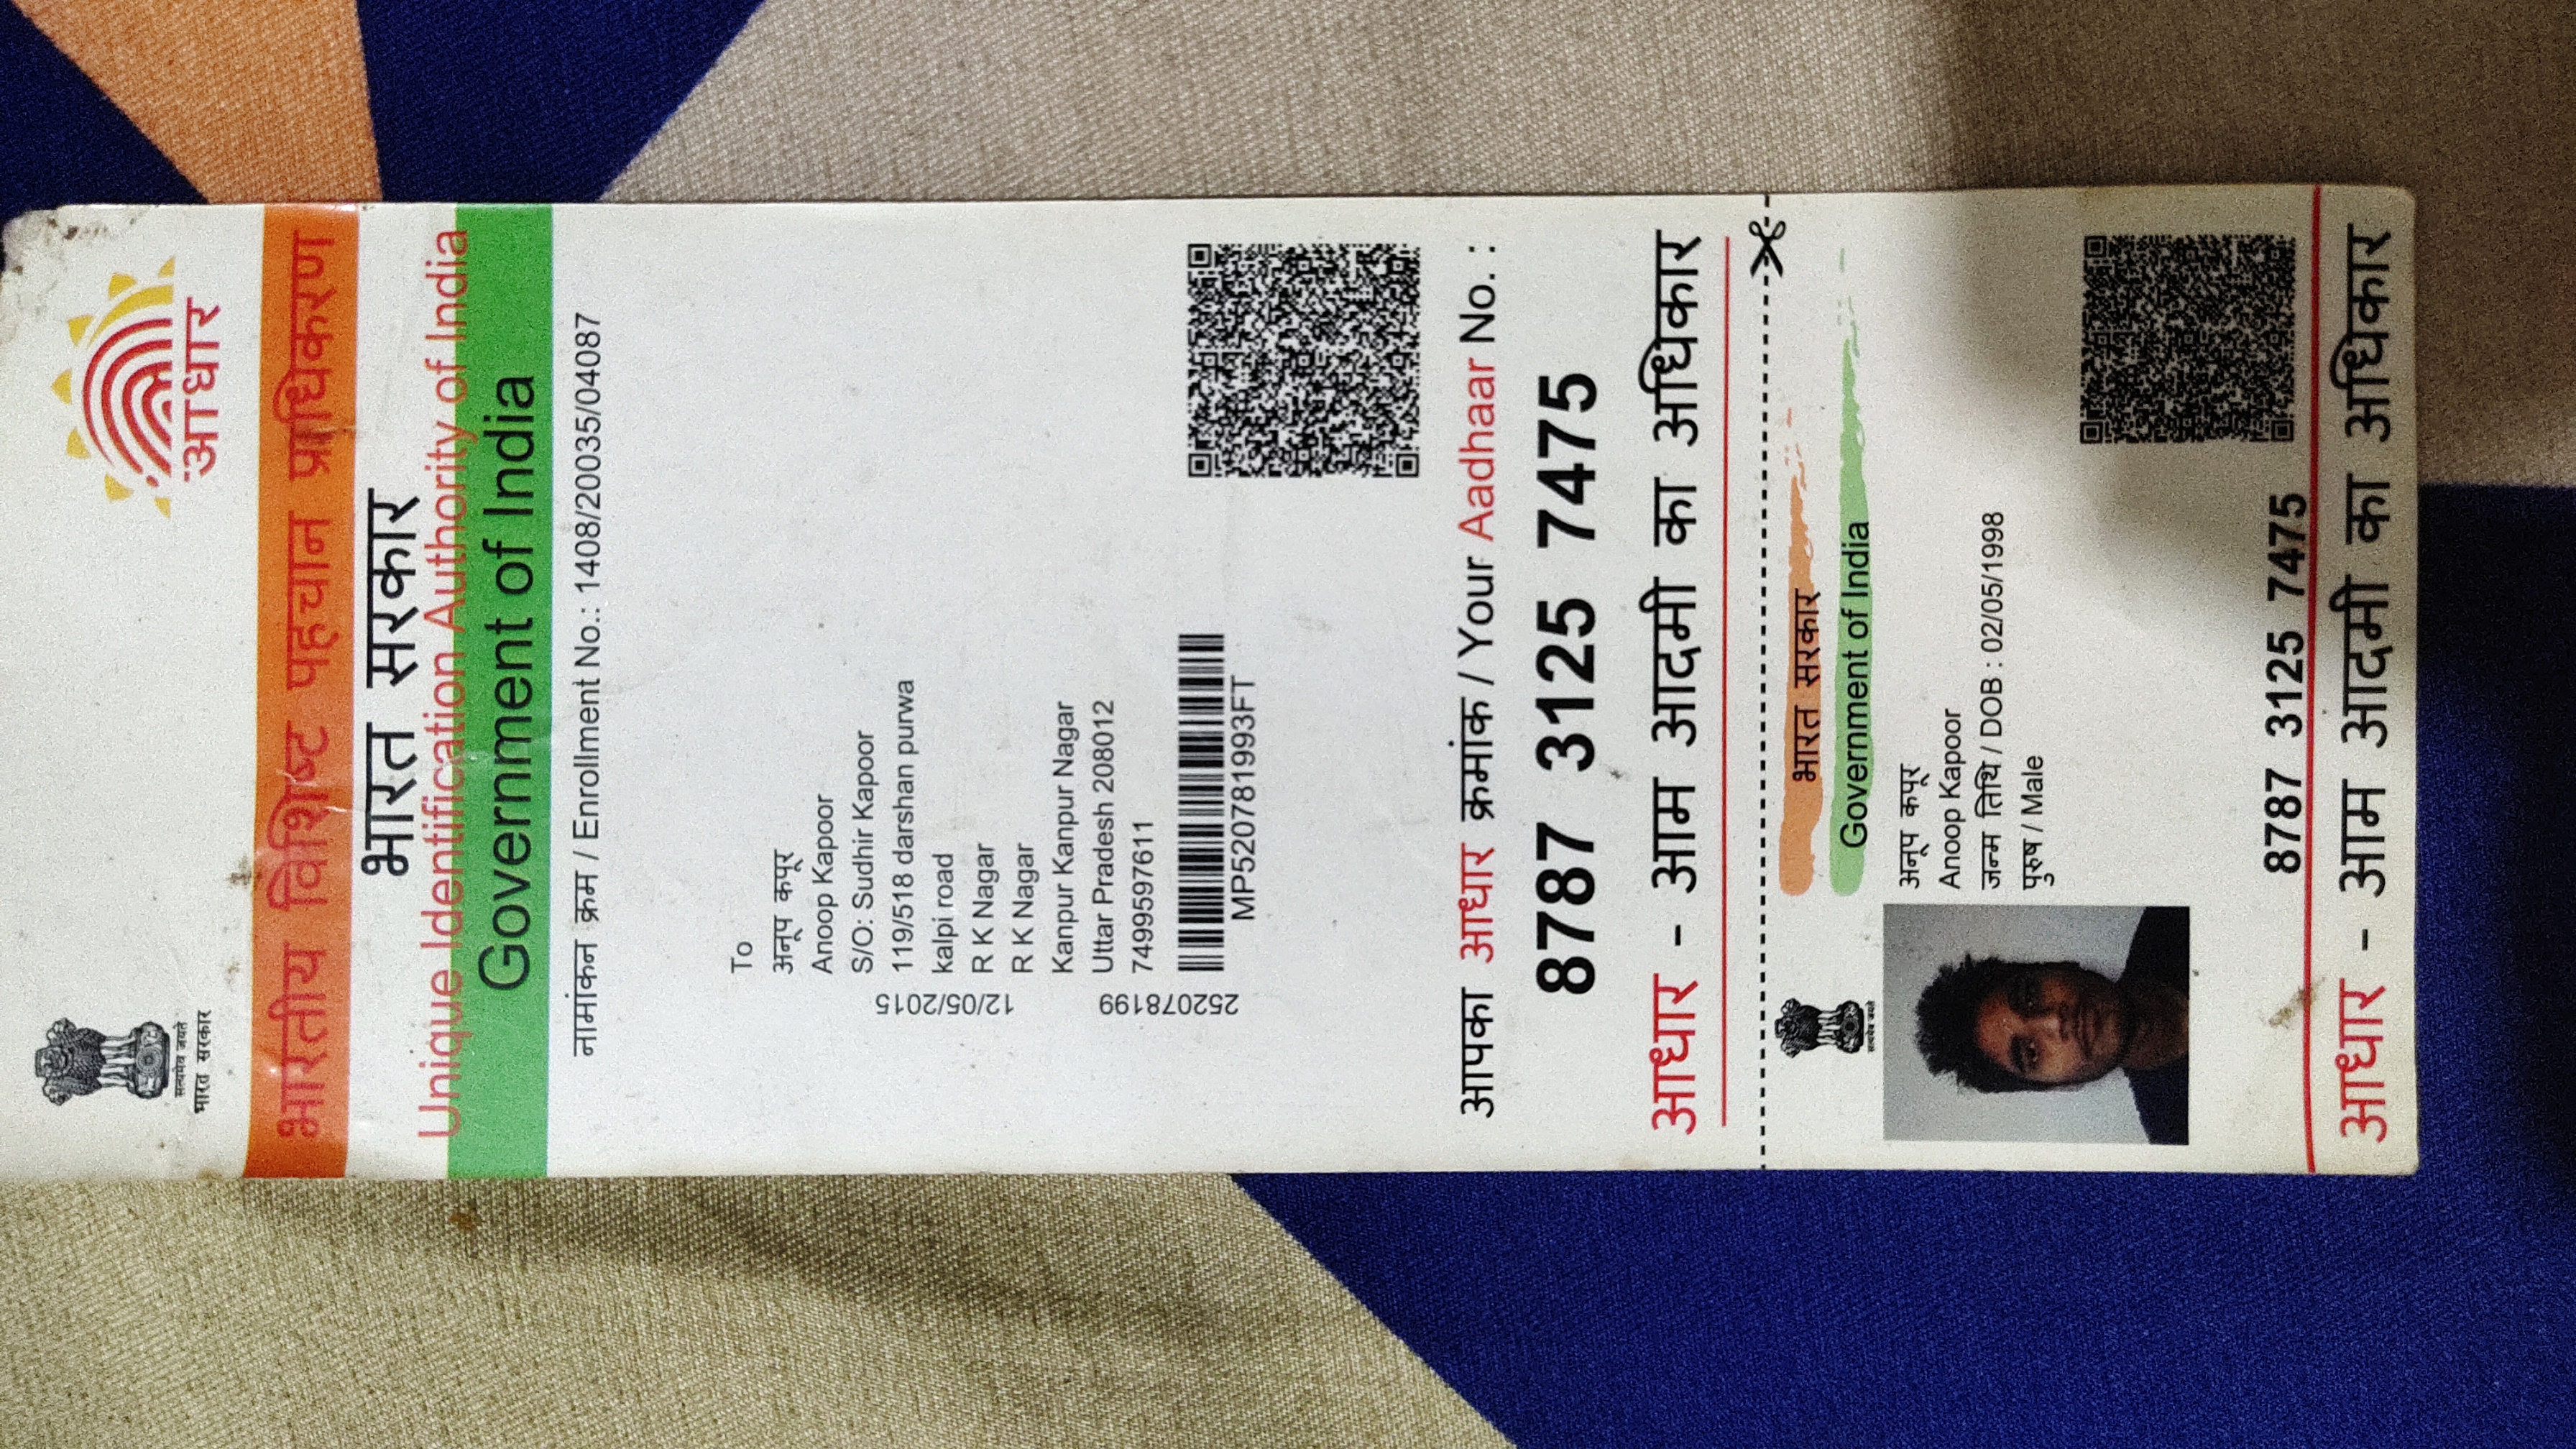 सत्यमेव जयते
भारत सरकार
आधार
भारतीय विशिष्ट पहचान प्राधिकरण
भारत सरकार
Unique Identification Authority of India
Government of India
नामांकन क्रम / Enrollment No.: 1408/20035/04087
To
अनूप कपूर
Anoop Kapoor
S/O: Sudhir Kapoor
119/518 darshan purwa
kalpi road
R K Nagar
R K Nagar
Kanpur Kanpur Nagar
Uttar Pradesh 208012
7499597611
252078199 12/05/2015
MP520781993FT
आपका आधार क्रमांक / Your Aadhaar No. :
8787 3125 7475
आधार - आम आदमी का अधिकार
सत्यमेव जयते
भारत सरकार
Government of India
अनूप कपूर
Anoop Kapoor
जन्म तिथि / DOB : 02/05/1998
पुरुष / Male
8787 3125 7475
आधार - आम आदमी का अधिकार